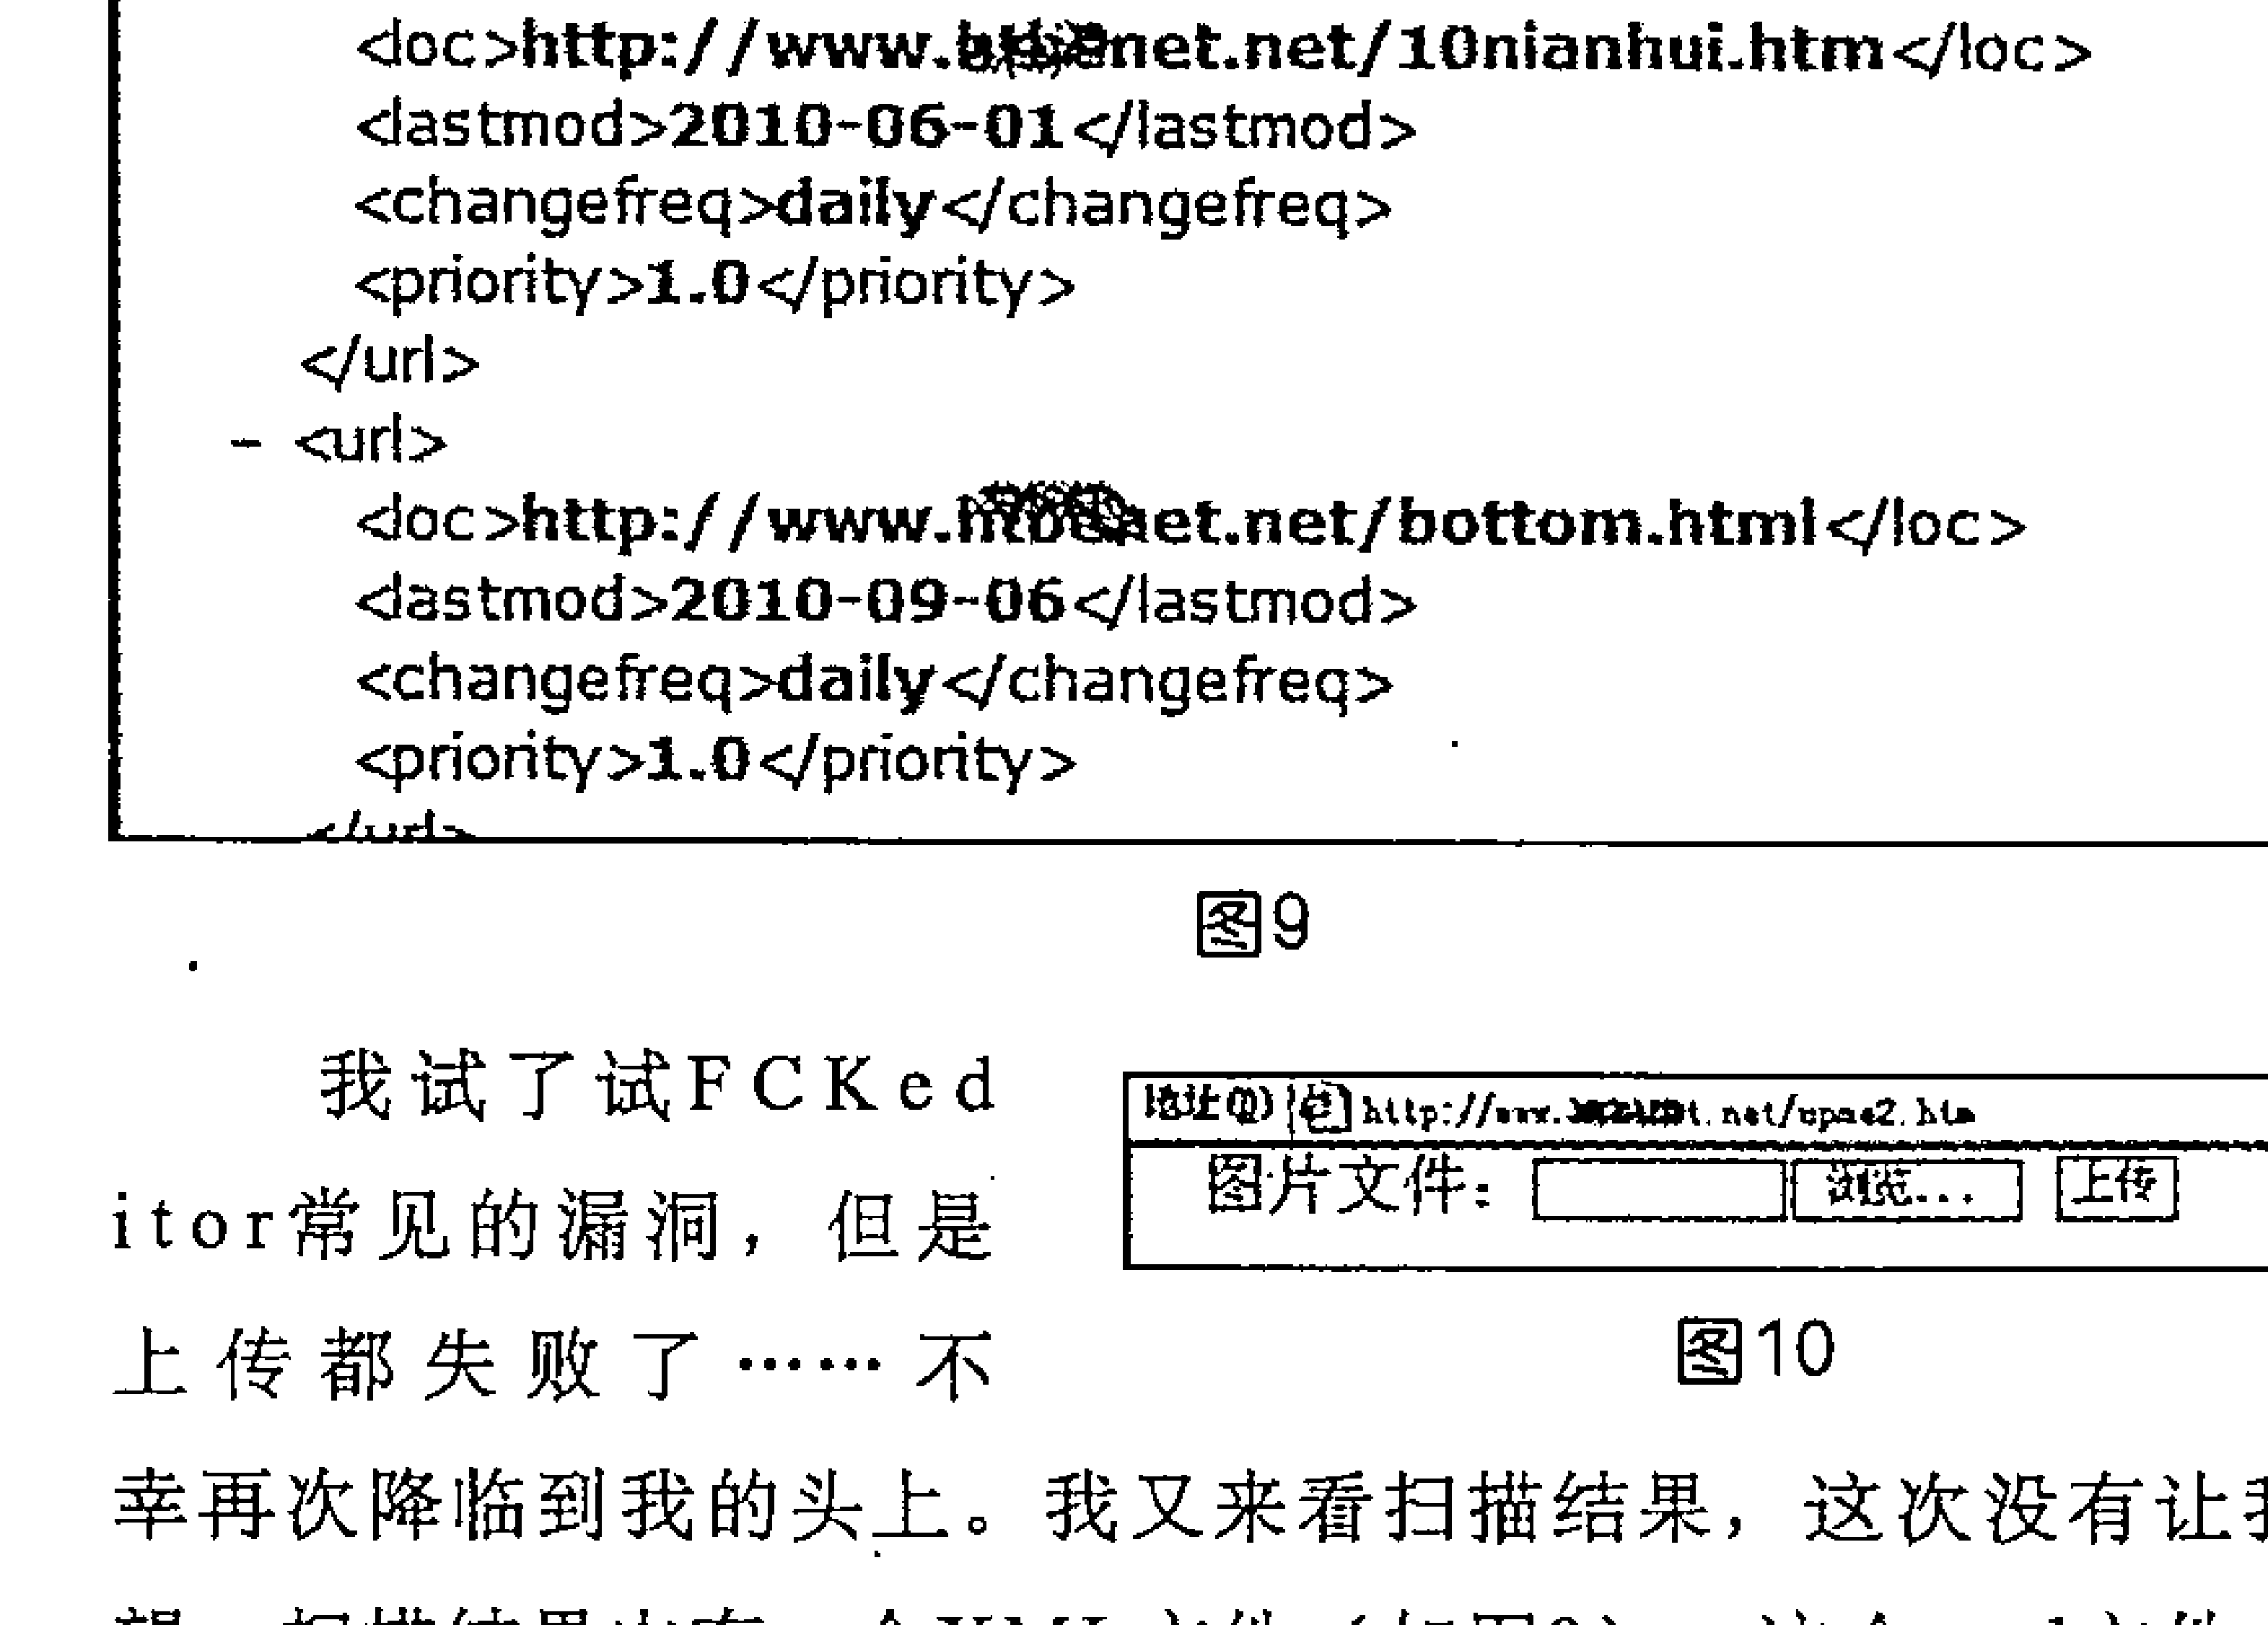 <loc>http://www. net.net/10nianhui.htm</loc>
<lastmod>2010-06-01</lastmod>
<changefreq>daily</changefreq>
<priority>1.0</priority>
</url>
- <url>
<loc>http://www. net.net/bottom.html</loc>
<lastmod>2010-09-06</lastmod>
<changefreq>daily</changefreq>
<priority>1.0</priority>
</url>
图9
我试了试FCKed
itor常见的漏洞，但是
上传都失败了……不
地址(D) http://www. t.net/upme2.htm
图片文件： 浏览... 上传
图10
幸再次降临到我的头上。我又来看扫描结果，这次没有让我